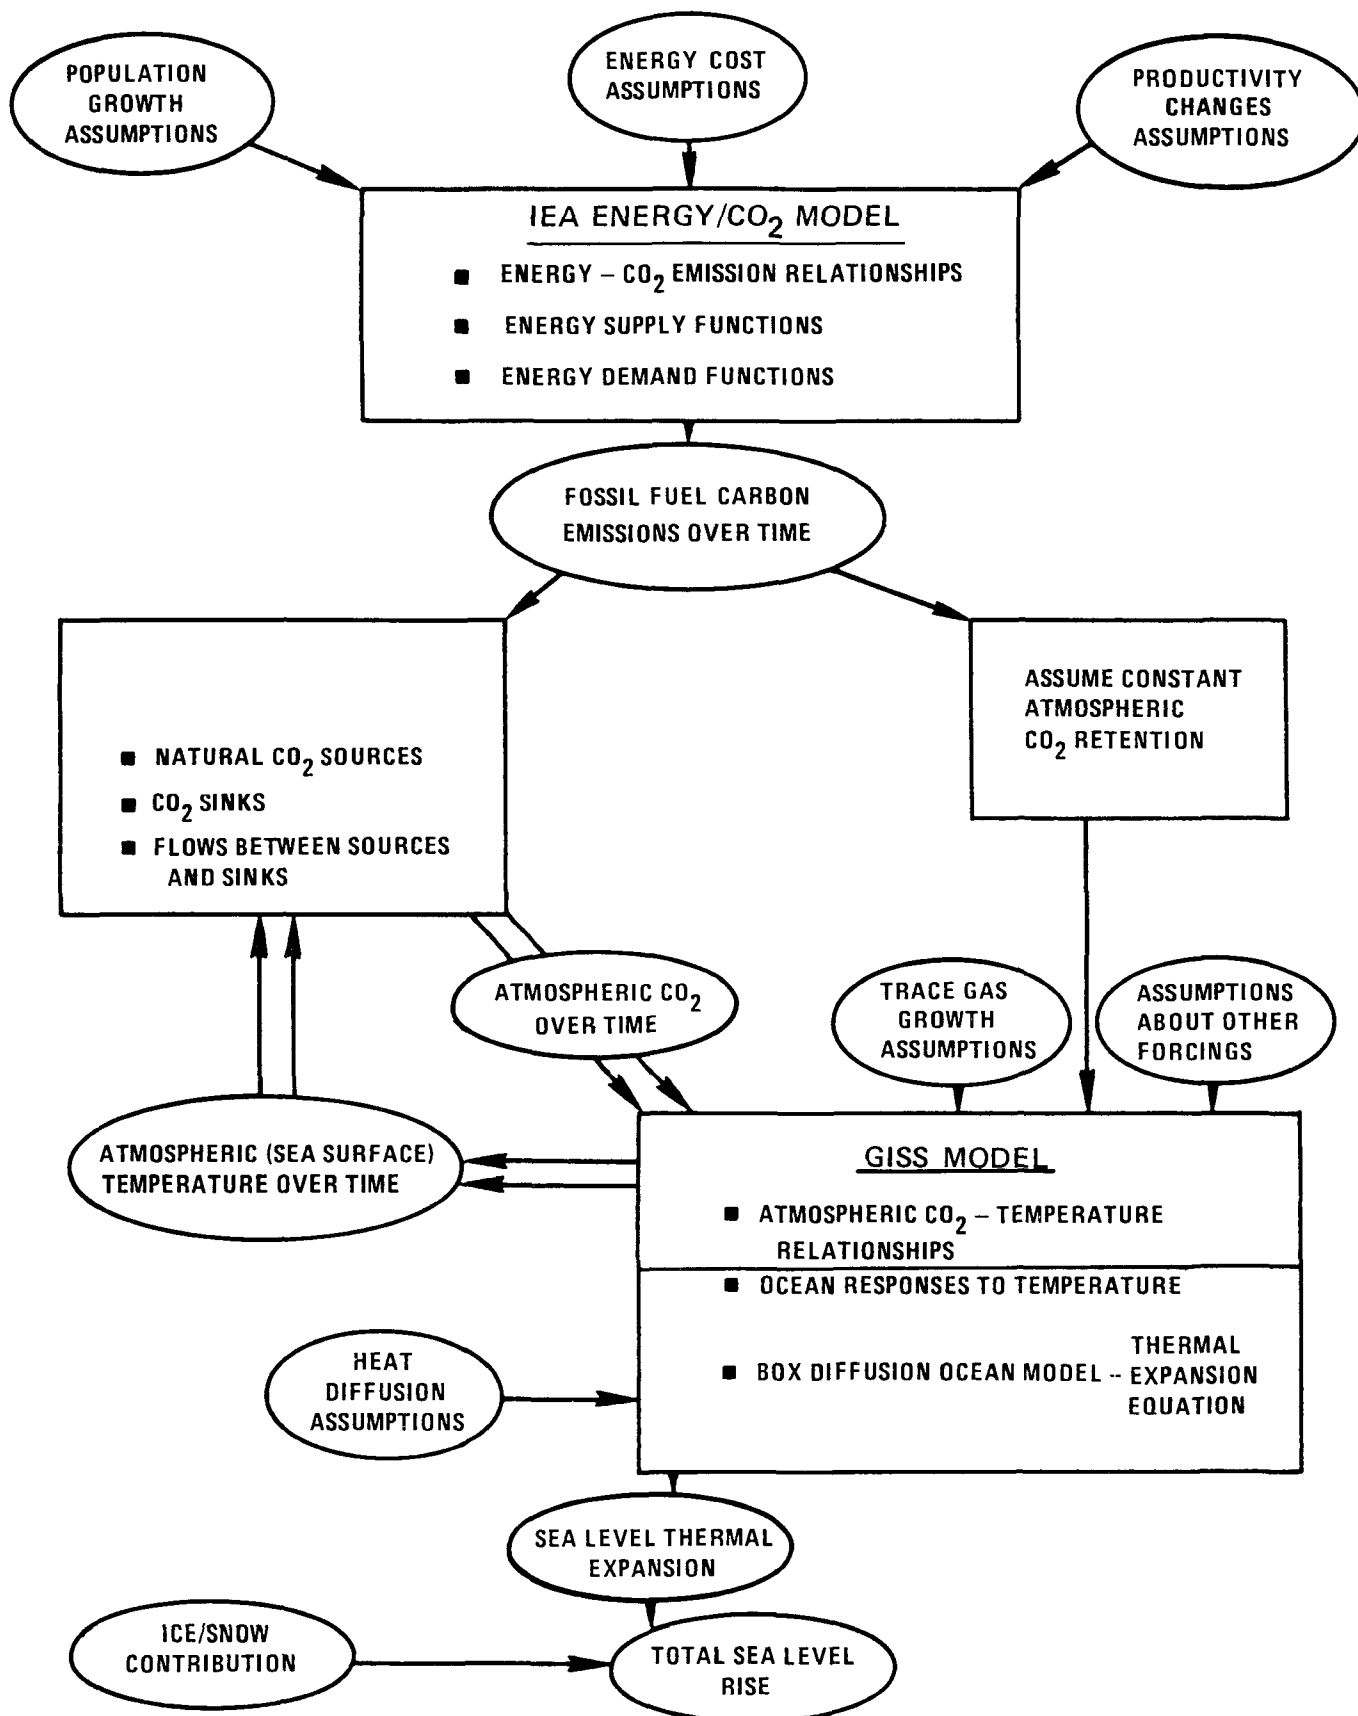 POPULATION
GROWTH
ASSUMPTIONS
ENERGY COST
ASSUMPTIONS
PRODUCTIVITY
CHANGES
ASSUMPTIONS
IEA ENERGY/CO2 MODEL
■ ENERGY – CO2 EMISSION RELATIONSHIPS
■ ENERGY SUPPLY FUNCTIONS
■ ENERGY DEMAND FUNCTIONS
FOSSIL FUEL CARBON
EMISSIONS OVER TIME
■ NATURAL CO2 SOURCES
■ CO2 SINKS
■ FLOWS BETWEEN SOURCES
AND SINKS
ASSUME CONSTANT
ATMOSPHERIC
CO2 RETENTION
ATMOSPHERIC CO2
OVER TIME
TRACE GAS
GROWTH
ASSUMPTIONS
ASSUMPTIONS
ABOUT OTHER
FORCINGS
ATMOSPHERIC (SEA SURFACE)
TEMPERATURE OVER TIME
GISS MODEL
■ ATMOSPHERIC CO2 – TEMPERATURE
RELATIONSHIPS
■ OCEAN RESPONSES TO TEMPERATURE
■ BOX DIFFUSION OCEAN MODEL --
THERMAL
EXPANSION
EQUATION
HEAT
DIFFUSION
ASSUMPTIONS
SEA LEVEL THERMAL
EXPANSION
ICE/SNOW
CONTRIBUTION
TOTAL SEA LEVEL
RISE